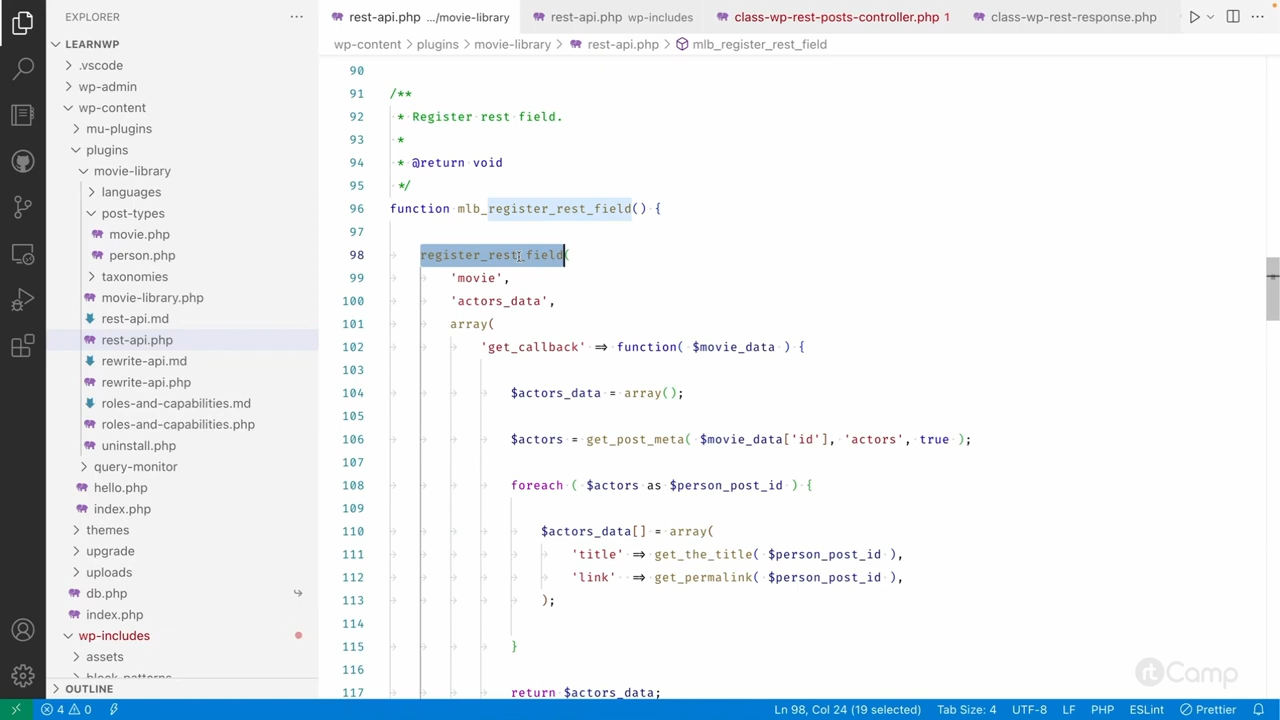 EXPLORER
LEARNWP
.vscode
wp-admin
wp-content
mu-plugins
plugins
movie-library
languages
post-types
movie.php
person.php
taxonomies
movie-library.php
rest-api.md
rest-api.php
rewrite-api.md
rewrite-api.php
roles-and-capabilities.md
roles-and-capabilities.php
uninstall.php
query-monitor
hello.php
index.php
themes
upgrade
uploads
db.php
index.php
wp-includes
assets
block-patterns
OUTLINE
rest-api.php .../movie-library rest-api.php wp-includes class-wp-rest-posts-controller.php 1 class-wp-rest-response.php
wp-content > plugins > movie-library > rest-api.php > mlb_register_rest_field
90
91 /**
92 * Register rest field.
93 *
94 * @return void
95 */
96 function mlb_register_rest_field() {
97
98 register_rest_field(
99 'movie',
100 'actors_data',
101 array(
102 'get_callback' => function( $movie_data ) {
103
104 $actors_data = array();
105
106 $actors = get_post_meta( $movie_data['id'], 'actors', true );
107
108 foreach ( $actors as $person_post_id ) {
109
110 $actors_data[] = array(
111 'title' => get_the_title( $person_post_id ),
112 'link' => get_permalink( $person_post_id ),
113 );
114
115 }
116
117 return $actors_data;
rtCamp
4 0 Ln 98, Col 24 (19 selected) Tab Size: 4 UTF-8 LF PHP ESLint Prettier